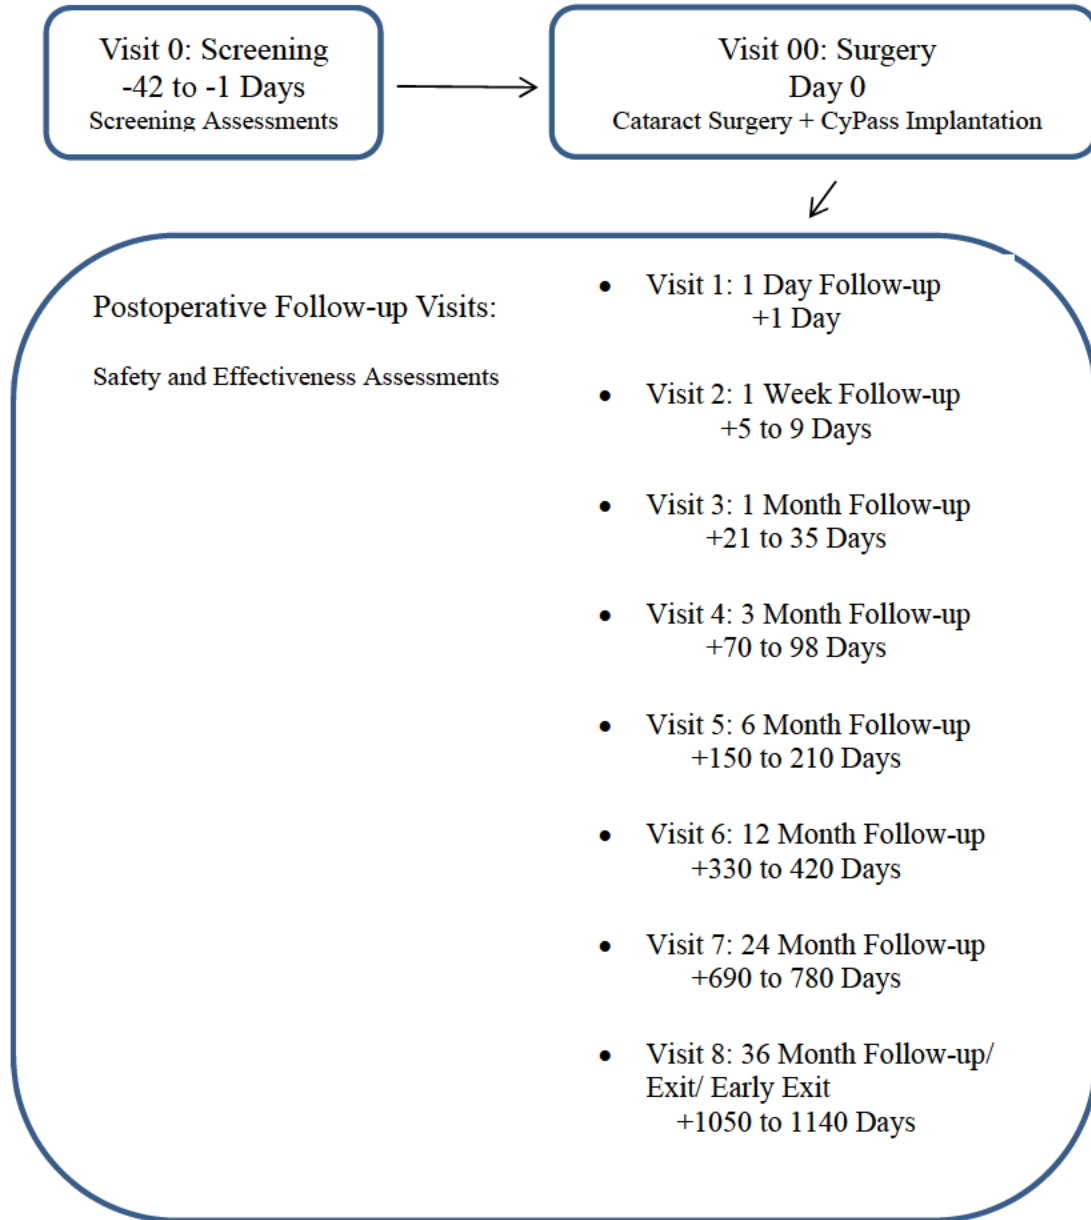 Visit 0: Screening
-42 to -1 Days
Screening Assessments
Visit 00: Surgery
Day 0
Cataract Surgery + CyPass Implantation
Postoperative Follow-up Visits:
Safety and Effectiveness Assessments
• Visit 1: 1 Day Follow-up
+1 Day
• Visit 2: 1 Week Follow-up
+5 to 9 Days
• Visit 3: 1 Month Follow-up
+21 to 35 Days
• Visit 4: 3 Month Follow-up
+70 to 98 Days
• Visit 5: 6 Month Follow-up
+150 to 210 Days
• Visit 6: 12 Month Follow-up
+330 to 420 Days
• Visit 7: 24 Month Follow-up
+690 to 780 Days
• Visit 8: 36 Month Follow-up/
Exit/ Early Exit
+1050 to 1140 Days